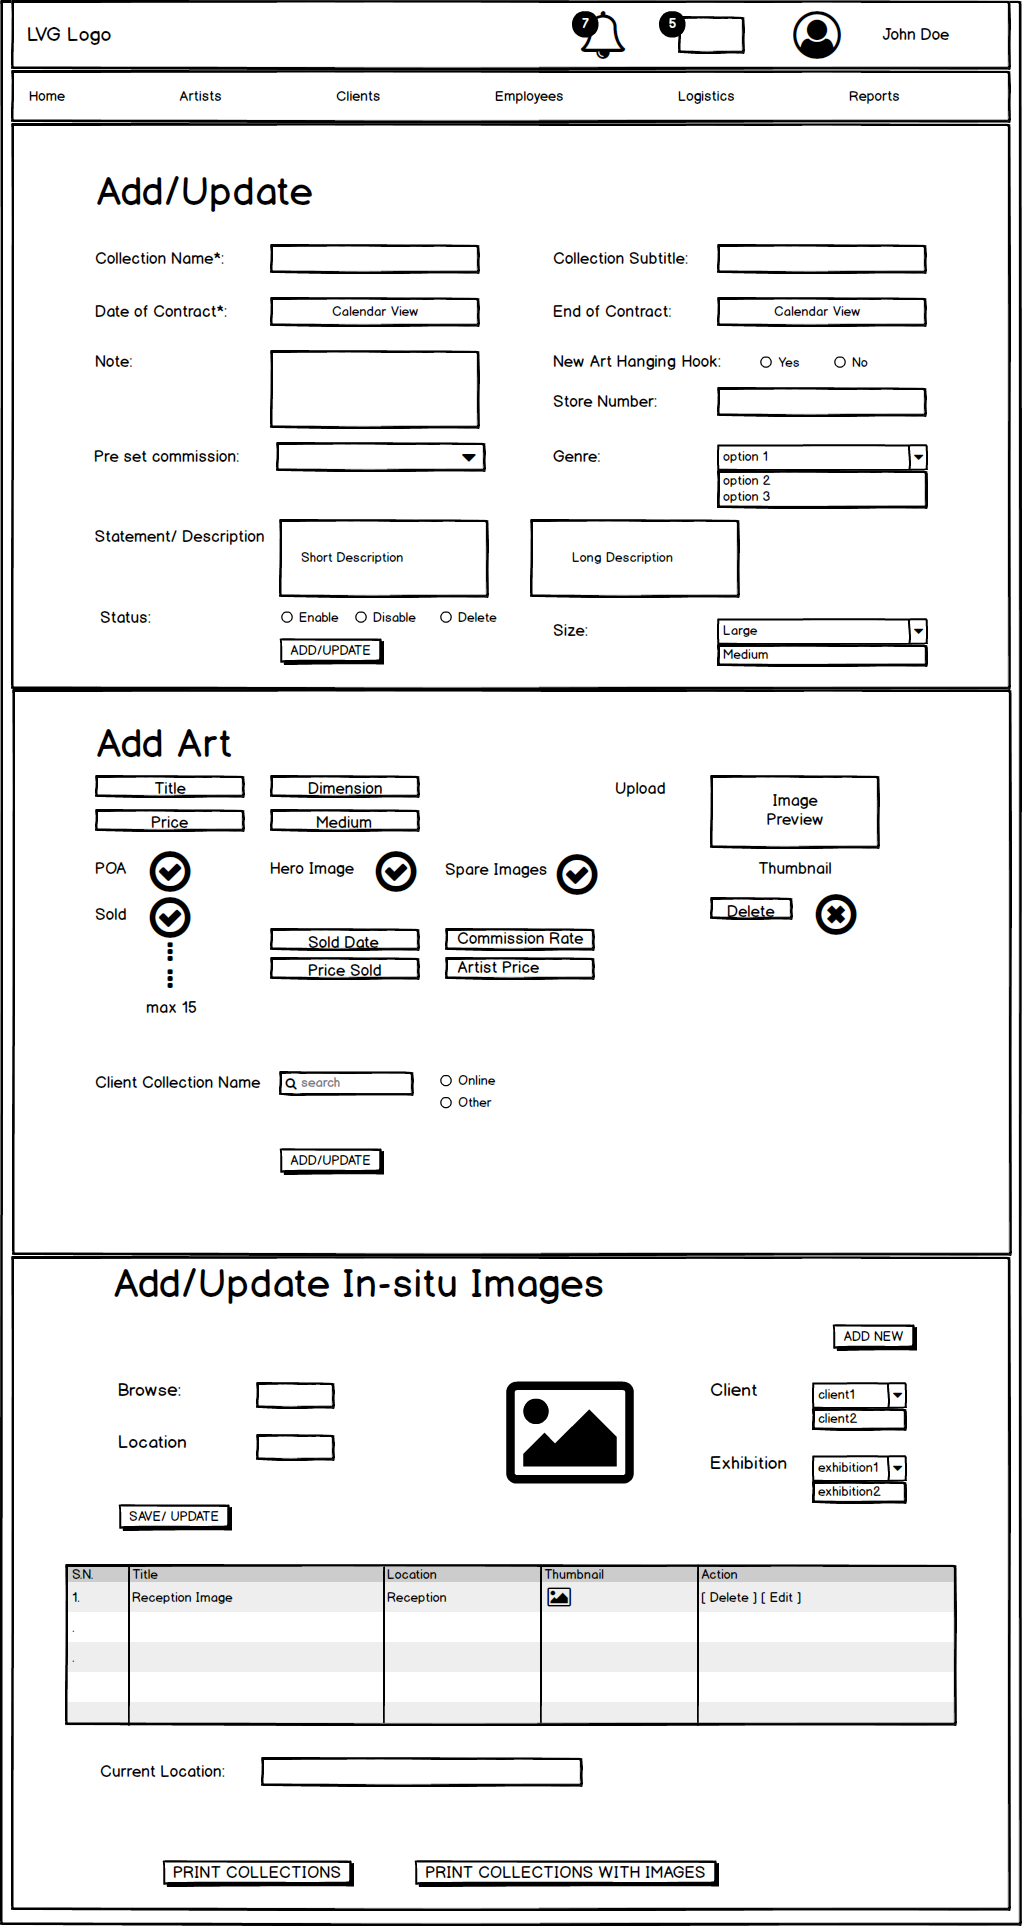 LVG Logo
7
5
John Doe
Home Artists Clients Employees Logistics Reports
Add/Update
Collection Name*:
Collection Subtitle:
Date of Contract*: Calendar View
End of Contract: Calendar View
Note:
New Art Hanging Hook: Yes No
Store Number:
Pre set commission:
Genre: option 1
option 2
option 3
Statement/ Description Short Description Long Description
Status: Enable Disable Delete
Size: Large
Medium
ADD/UPDATE
Add Art
Title Dimension
Upload
Image
Preview
Price Medium
POA Hero Image Spare Images
Thumbnail
Sold
Delete
Sold Date Commission Rate
Price Sold Artist Price
max 15
Client Collection Name search Online
Other
ADD/UPDATE
Add/Update In-situ Images
ADD NEW
Browse:
Client client1
client2
Location
Exhibition exhibition1
exhibition2
SAVE/ UPDATE
S.N. Title Location Thumbnail Action
1. Reception Image Reception [ Delete ] [ Edit ]
.
.
Current Location:
PRINT COLLECTIONS PRINT COLLECTIONS WITH IMAGES